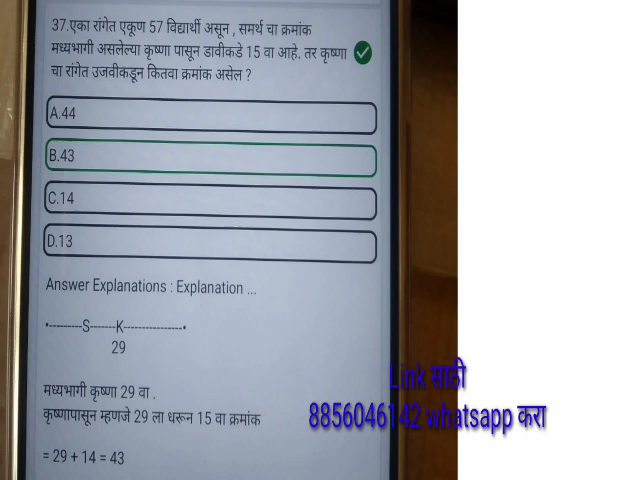 37.एका रांगेत एकूण 57 विद्यार्थी असून , समर्थ चा क्रमांक
मध्यभागी असलेल्या कृष्णा पासून डावीकडे 15 वा आहे. तर कृष्णा
चा रांगेत उजवीकडून कितवा क्रमांक असेल ?
A.44
B.43
C.14
D.13
Answer Explanations : Explanation ...
•---------S-------K----------------•
29
मध्यभागी कृष्णा 29 वा .
कृष्णापासून म्हणजे 29 ला धरून 15 वा क्रमांक
= 29 + 14 = 43
Link साठी
8856046142 whatsapp करा